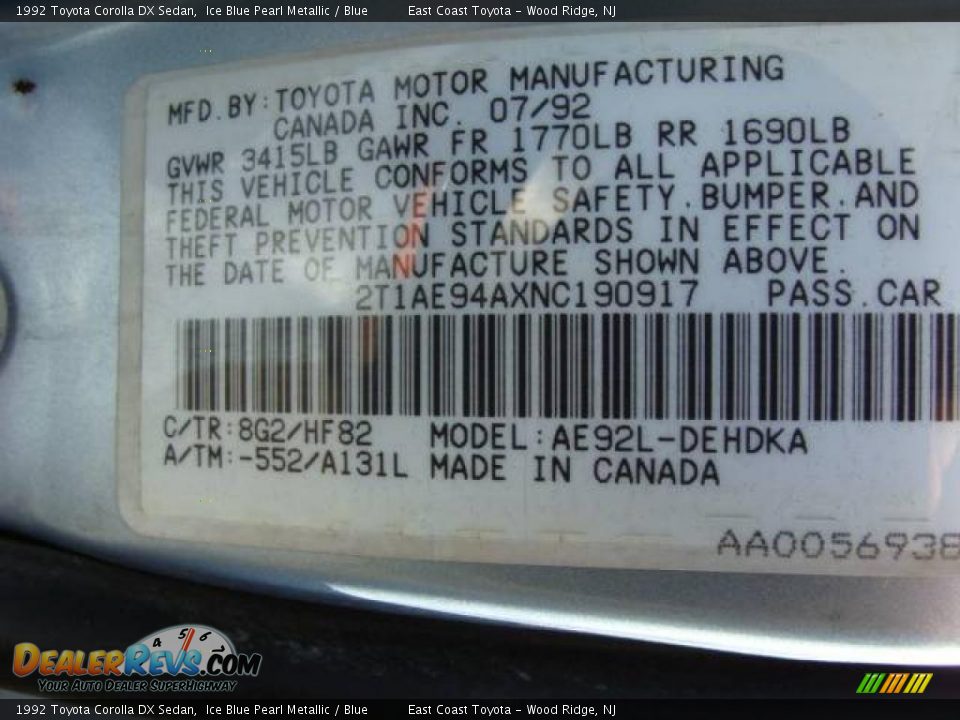 1992 Toyota Corolla DX Sedan,  Ice Blue Pearl Metallic / Blue        East Coast Toyota - Wood Ridge, NJ
MFD.BY:TOYOTA MOTOR MANUFACTURING
CANADA INC. 07/92
GVWR 3415LB GAWR FR 1770LB RR 1690LB
THIS VEHICLE CONFORMS TO ALL APPLICABLE
FEDERAL MOTOR VEHICLE SAFETY.BUMPER.AND
THEFT PREVENTION STANDARDS IN EFFECT ON
THE DATE OF MANUFACTURE SHOWN ABOVE.
2T1AE94AXNC190917    PASS.CAR
C/TR:8G2/HF82    MODEL:AE92L-DEHDKA
A/TM:-552/A131L MADE IN CANADA
AA0056938
4 5 6
DEALERREVS.COM
YOUR AUTO DEALER SUPERHIGHWAY
1992 Toyota Corolla DX Sedan,  Ice Blue Pearl Metallic / Blue        East Coast Toyota - Wood Ridge, NJ